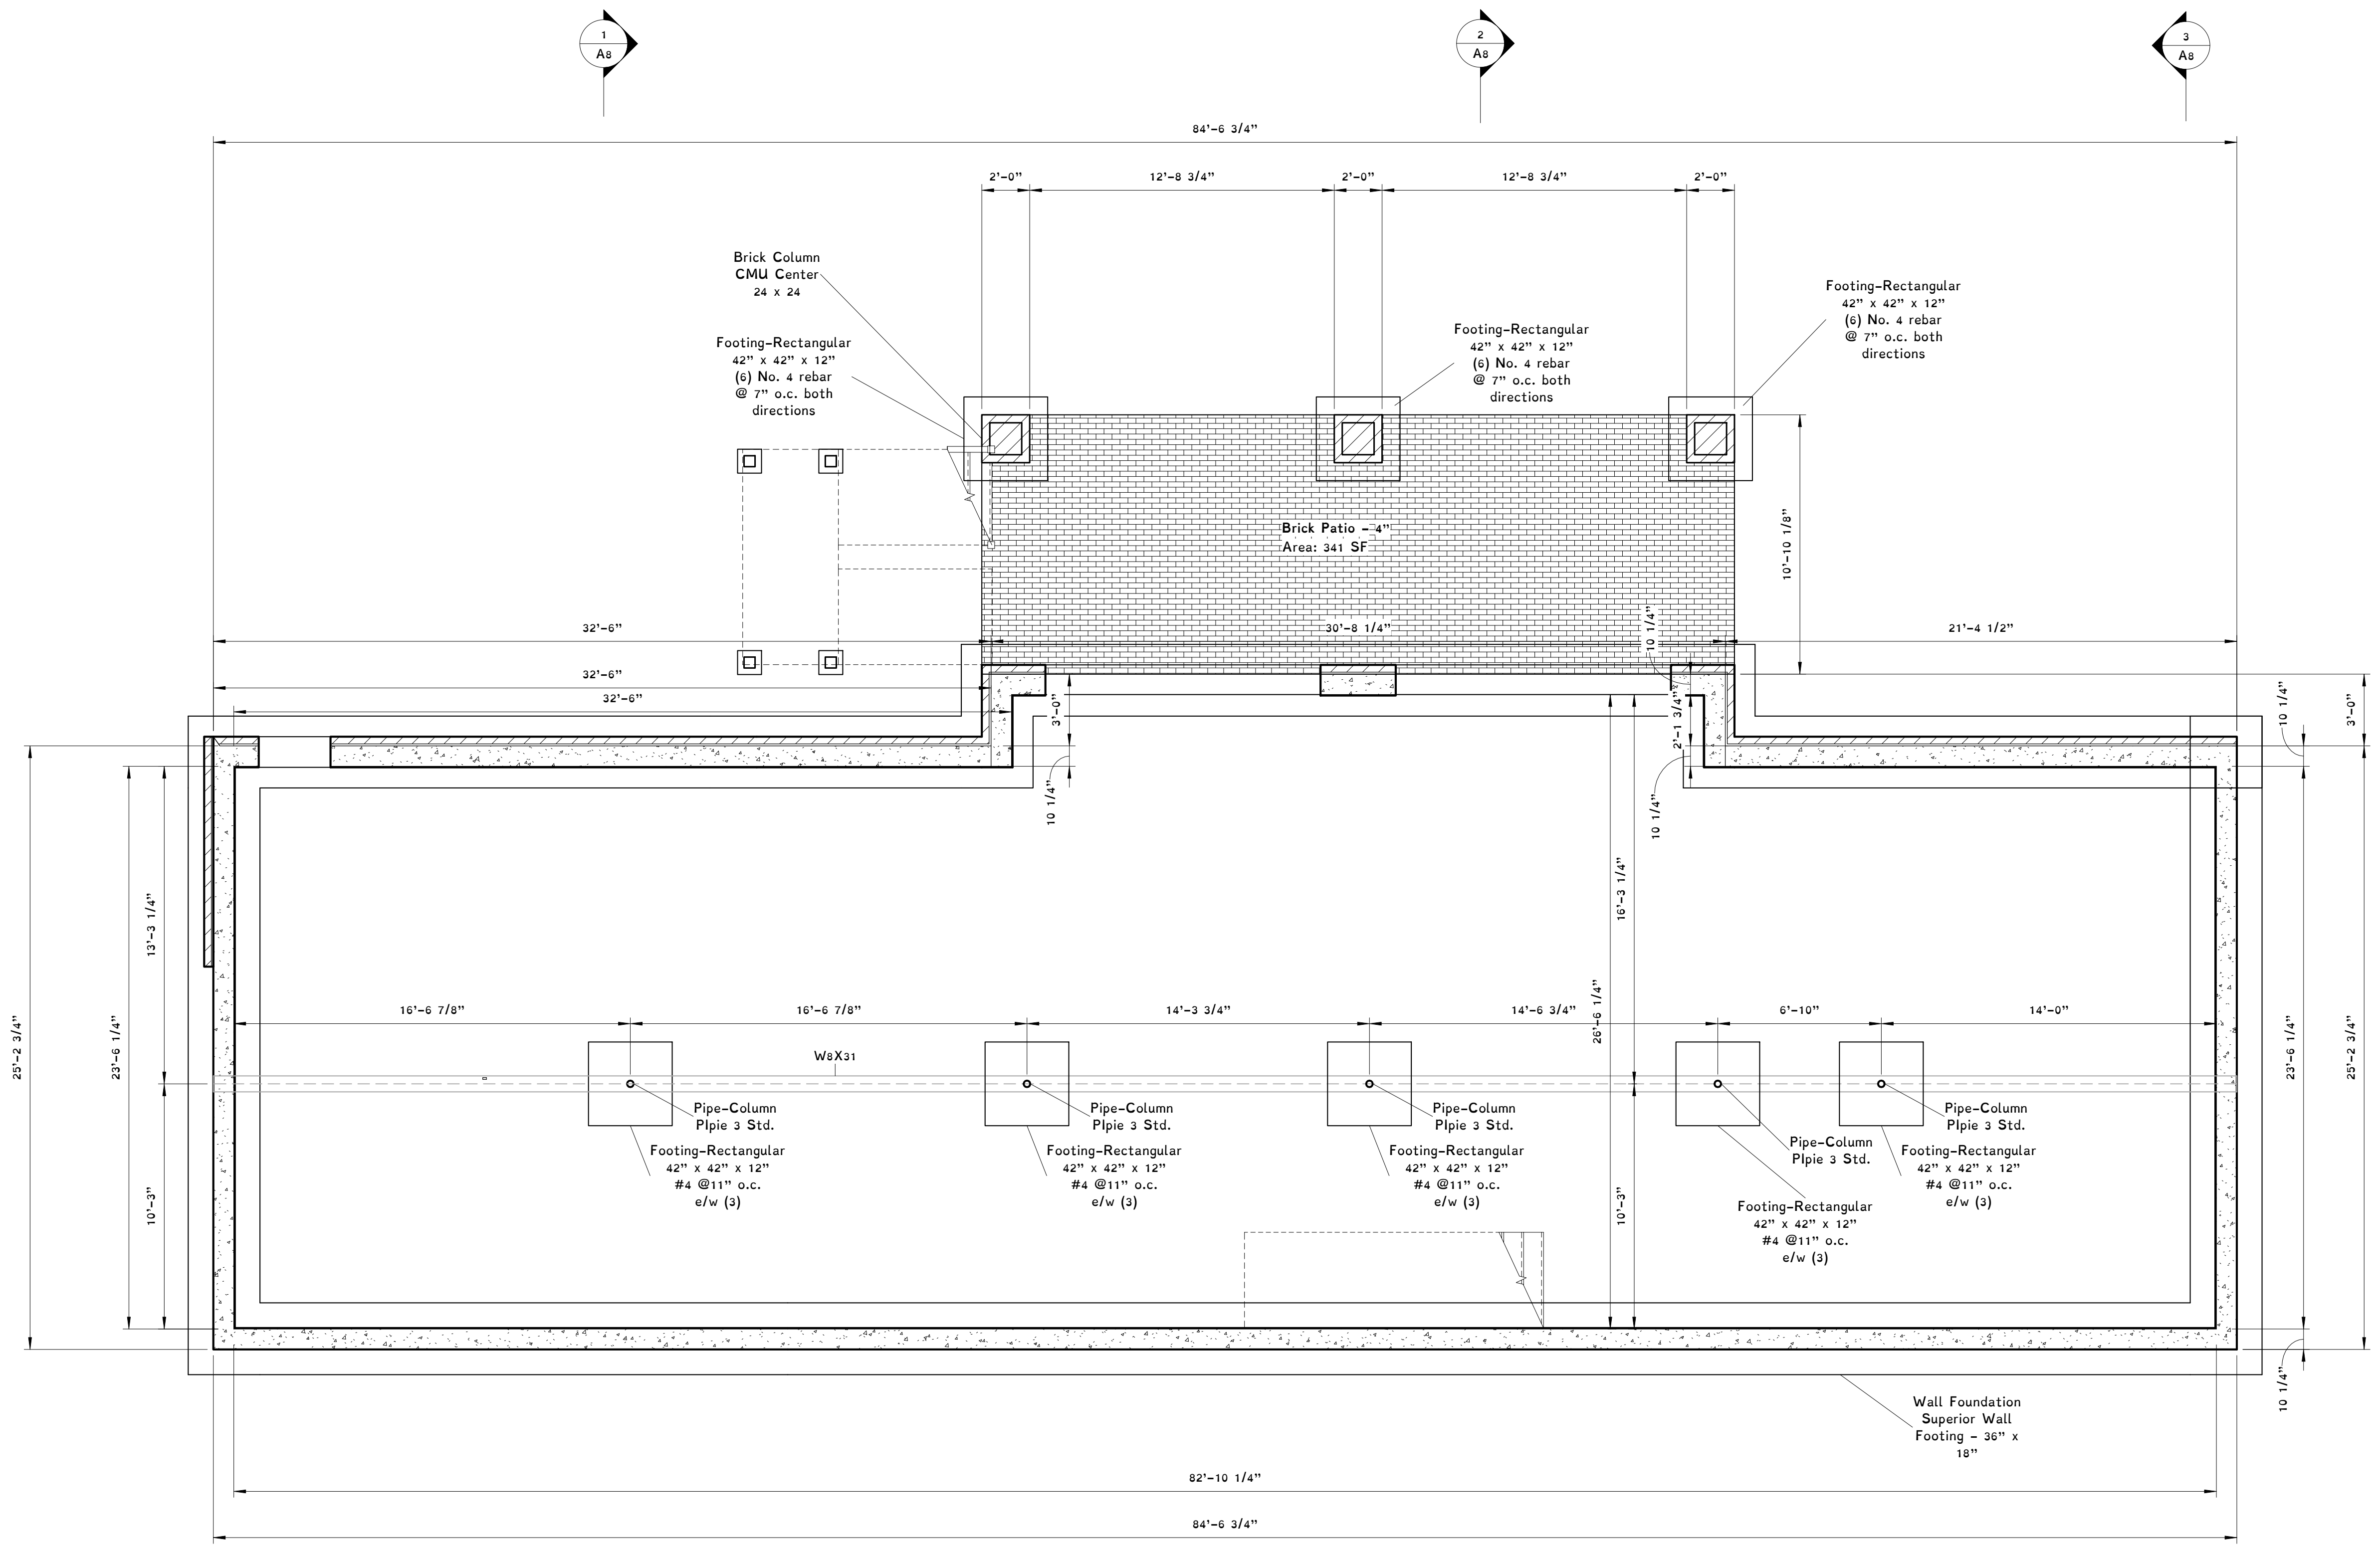 1
A8
2
A8
3
A8
84'-6 3/4"
2'-0"
12'-8 3/4"
2'-0"
12'-8 3/4"
2'-0"
Brick Column
CMU Center
24 x 24
Footing-Rectangular
42" x 42" x 12"
(6) No. 4 rebar
@ 7" o.c. both
directions
Footing-Rectangular
42" x 42" x 12"
(6) No. 4 rebar
@ 7" o.c. both
directions
Footing-Rectangular
42" x 42" x 12"
(6) No. 4 rebar
@ 7" o.c. both
directions
Brick Patio - 4"
Area: 341 SF
10'-10 1/8"
32'-6"
30'-8 1/4"
10 1/4"
21'-4 1/2"
32'-6"
32'-6"
3'-0"
2'-1 3/4"
10 1/4"
3'-0"
10 1/4"
10 1/4"
25'-2 3/4"
23'-6 1/4"
13'-3 1/4"
10'-3"
16'-3 1/4"
26'-6 1/4"
10'-3"
23'-6 1/4"
25'-2 3/4"
16'-6 7/8"
16'-6 7/8"
14'-3 3/4"
14'-6 3/4"
6'-10"
14'-0"
W8X31
Pipe-Column
PIpie 3 Std.
Footing-Rectangular
42" x 42" x 12"
#4 @11" o.c.
e/w (3)
Pipe-Column
PIpie 3 Std.
Footing-Rectangular
42" x 42" x 12"
#4 @11" o.c.
e/w (3)
Pipe-Column
PIpie 3 Std.
Footing-Rectangular
42" x 42" x 12"
#4 @11" o.c.
e/w (3)
Pipe-Column
PIpie 3 Std.
Footing-Rectangular
42" x 42" x 12"
#4 @11" o.c.
e/w (3)
Pipe-Column
PIpie 3 Std.
Footing-Rectangular
42" x 42" x 12"
#4 @11" o.c.
e/w (3)
10 1/4"
Wall Foundation
Superior Wall
Footing - 36" x
18"
82'-10 1/4"
84'-6 3/4"